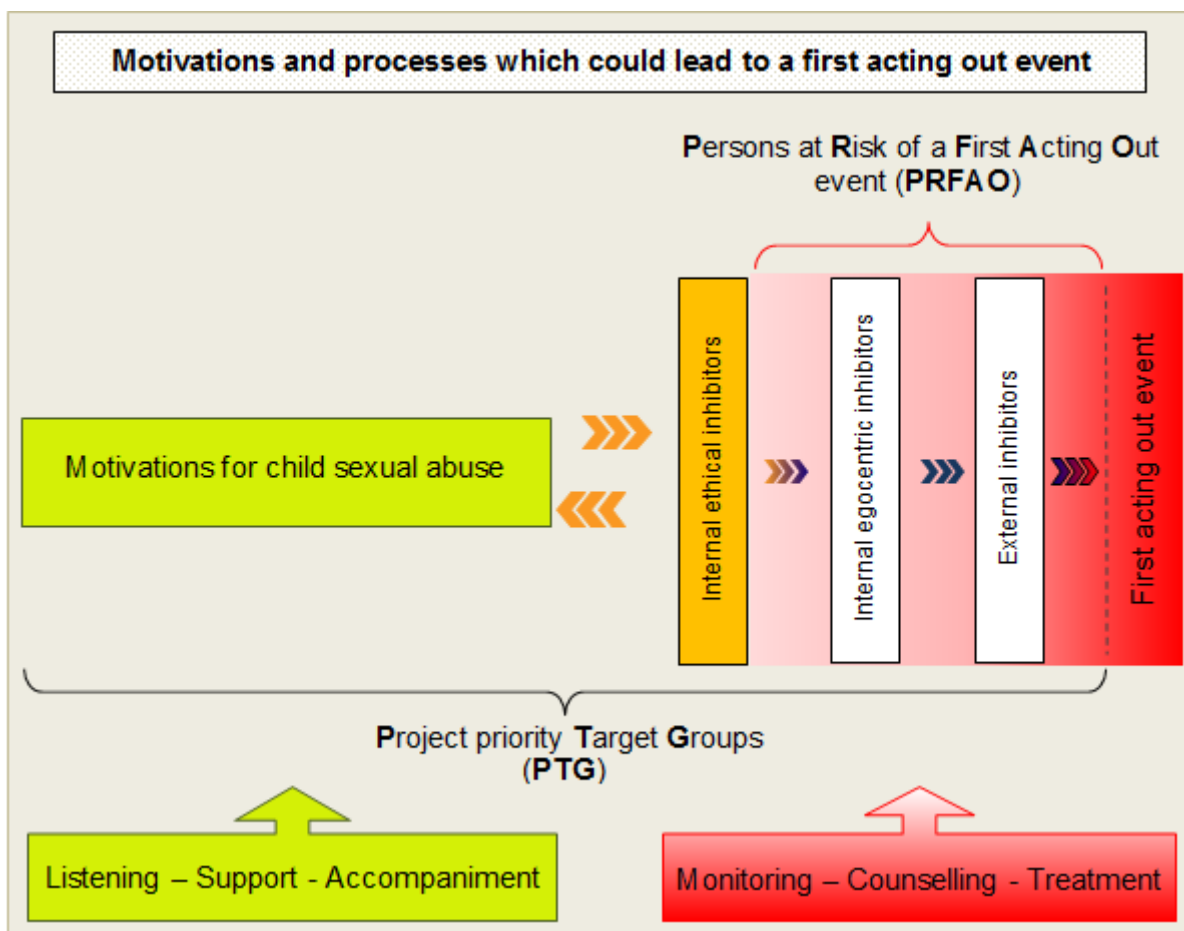 Motivations and processes which could lead to a first acting out event
Persons at Risk of a First Acting Out
event (PRFAO)
Motivations for child sexual abuse
Internal ethical inhibitors
Internal egocentric inhibitors
External inhibitors
First acting out event
Project priority Target Groups
(PTG)
Listening – Support - Accompaniment
Monitoring – Counselling - Treatment